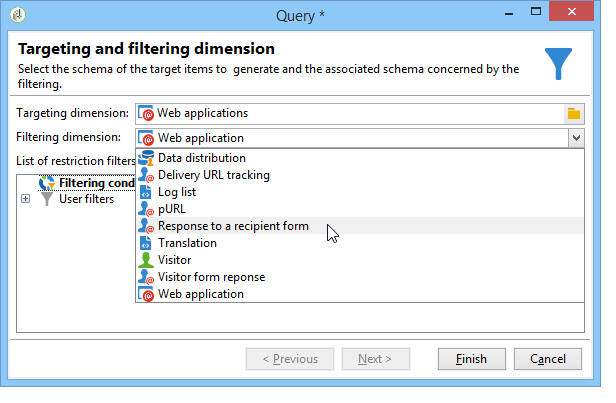 Query *
Targeting and filtering dimension
Select the schema of the target items to generate and the associated schema concerned by the
filtering.
Targeting dimension: Web applications
Filtering dimension: Web application
List of restriction filters
Data distribution
Delivery URL tracking
Filtering cond
User filters
Log list
pURL
Response to a recipient form
Translation
Visitor
Visitor form reponse
Web application
< Previous
Next >
Finish
Cancel